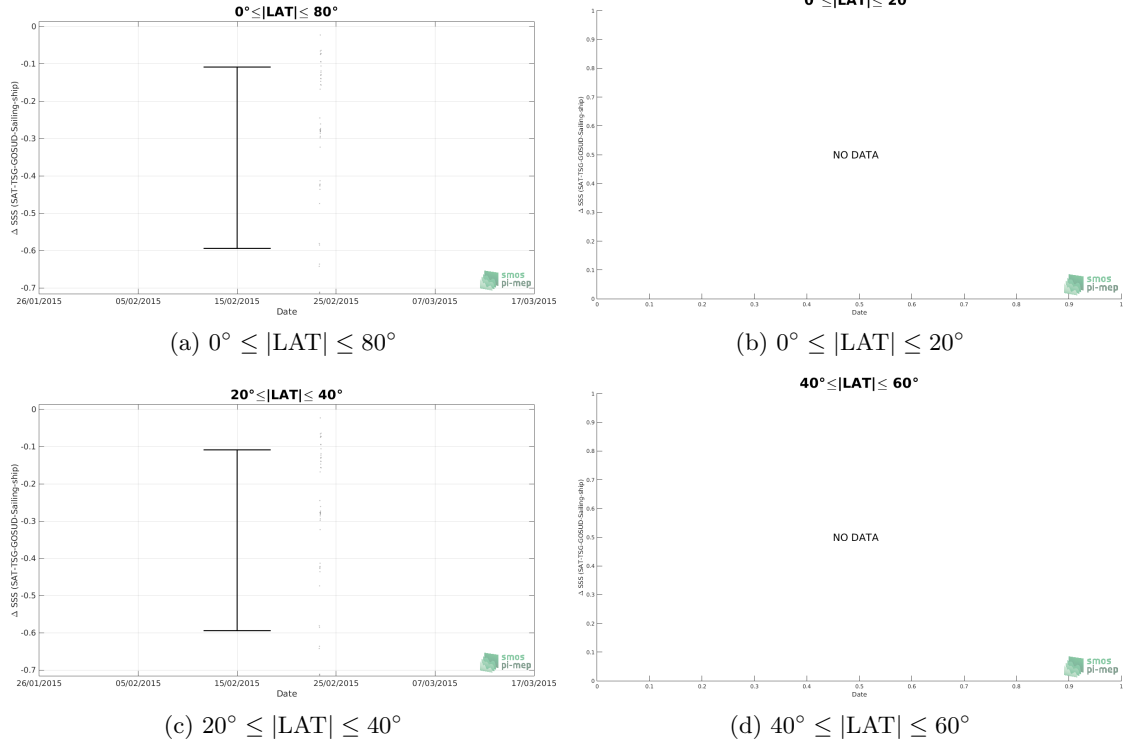 0°≤|LAT|≤ 80°
0
-0.1
-0.2
-0.3
-0.4
-0.5
-0.6
-0.7
Δ SSS (SAT-TSG-GOSUD-Sailing-ship)
26/01/2015 05/02/2015 15/02/2015 25/02/2015 07/03/2015 17/03/2015
Date
smos
pi-mep
(a) 0° ≤ |LAT| ≤ 80°
0°≤|LAT|≤ 20°
1
0.9
0.8
0.7
0.6
0.5
0.4
0.3
0.2
0.1
0
Δ SSS (SAT-TSG-GOSUD-Sailing-ship)
NO DATA
0 0.1 0.2 0.3 0.4 0.5 0.6 0.7 0.8 0.9 1
Date
smos
pi-mep
(b) 0° ≤ |LAT| ≤ 20°
20°≤|LAT|≤ 40°
0
-0.1
-0.2
-0.3
-0.4
-0.5
-0.6
-0.7
Δ SSS (SAT-TSG-GOSUD-Sailing-ship)
26/01/2015 05/02/2015 15/02/2015 25/02/2015 07/03/2015 17/03/2015
Date
smos
pi-mep
(c) 20° ≤ |LAT| ≤ 40°
40°≤|LAT|≤ 60°
1
0.9
0.8
0.7
0.6
0.5
0.4
0.3
0.2
0.1
0
Δ SSS (SAT-TSG-GOSUD-Sailing-ship)
NO DATA
0 0.1 0.2 0.3 0.4 0.5 0.6 0.7 0.8 0.9 1
Date
smos
pi-mep
(d) 40° ≤ |LAT| ≤ 60°